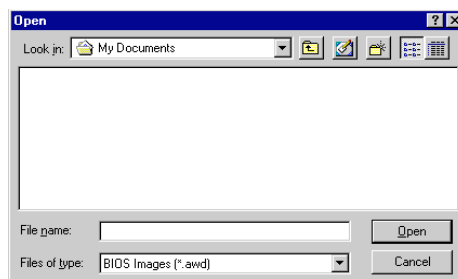 Open
Look in: My Documents
File name:
Open
Files of type: BIOS Images (*.awd)
Cancel